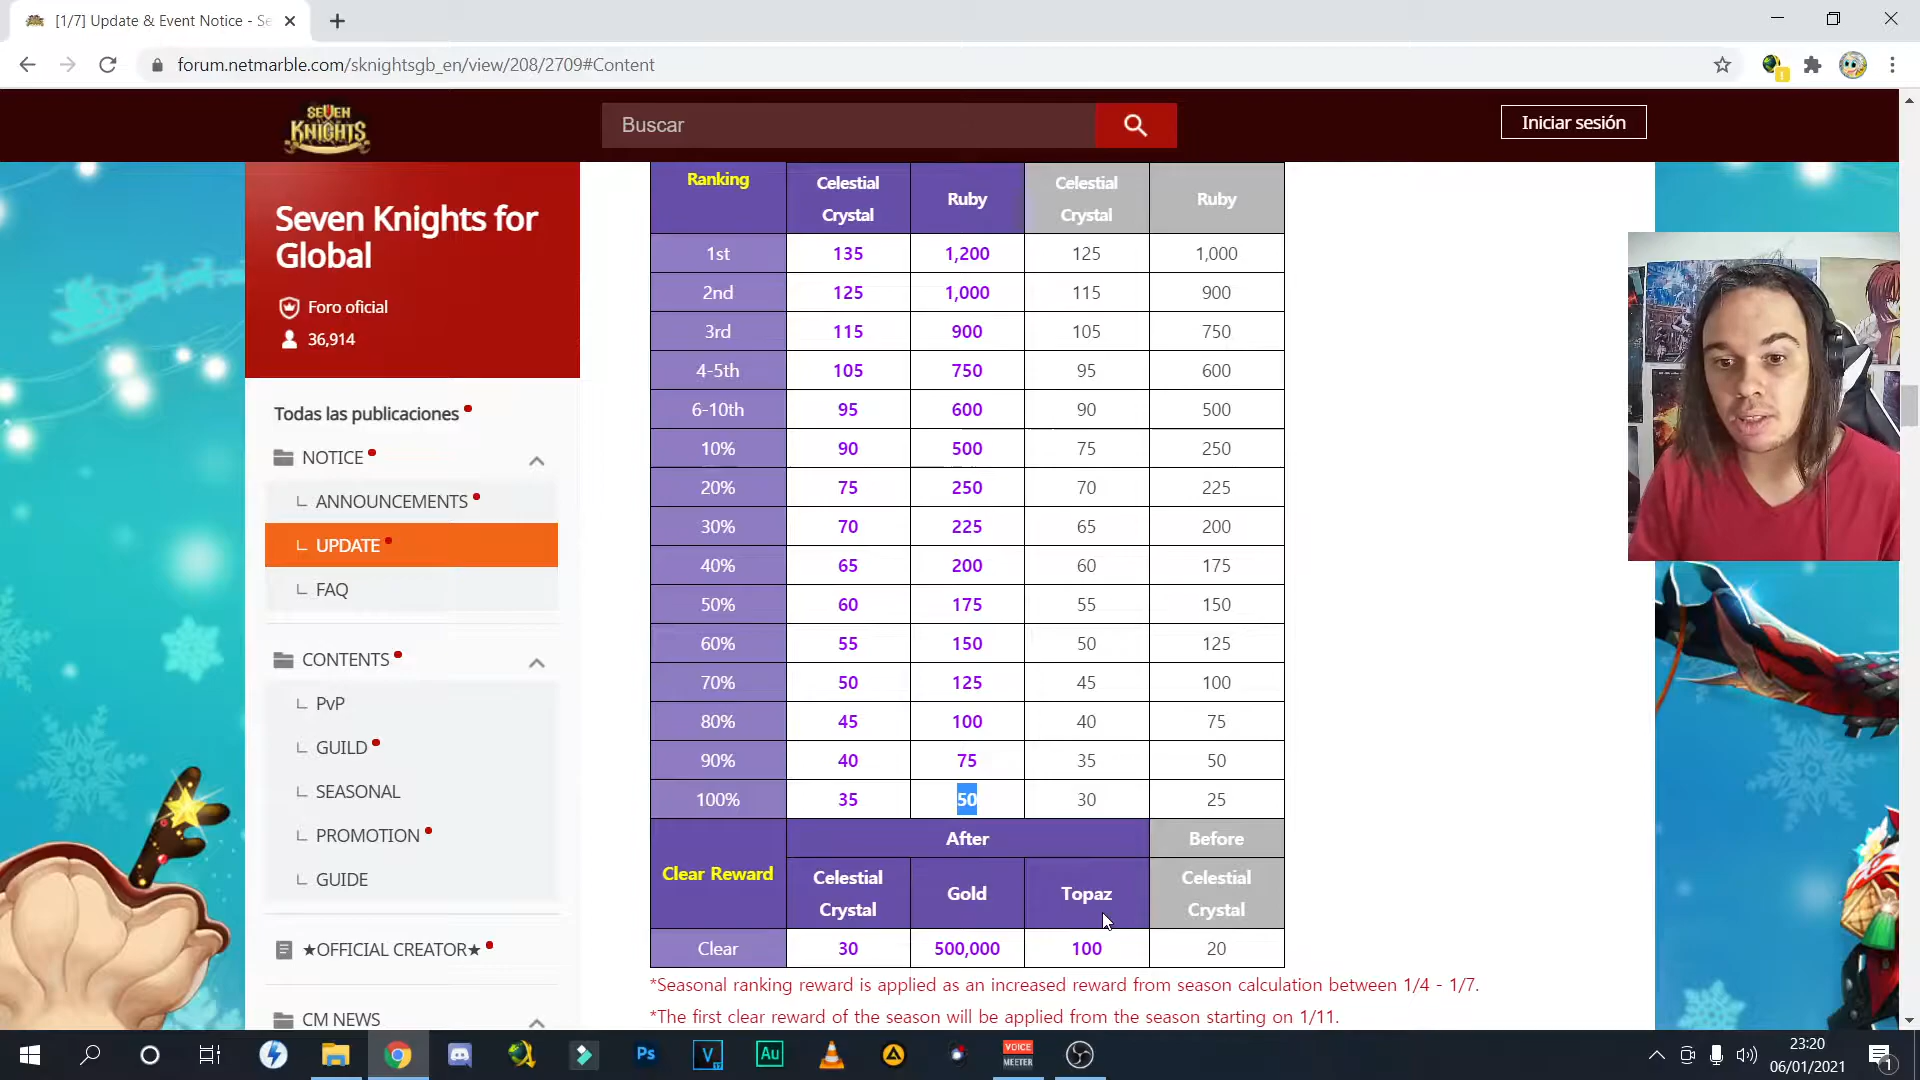 [1/7] Update & Event Notice - Se
forum.netmarble.com/sknightsgb_en/view/208/2709#Content
SEVEN KNIGHTS
Buscar
Iniciar sesión
Seven Knights for Global
Foro oficial
36,914
Todas las publicaciones
NOTICE
ANNOUNCEMENTS
UPDATE
FAQ
CONTENTS
PvP
GUILD
SEASONAL
PROMOTION
GUIDE
★OFFICIAL CREATOR★
CM NEWS
Ranking Celestial Crystal Ruby Celestial Crystal Ruby
1st 135 1,200 125 1,000
2nd 125 1,000 115 900
3rd 115 900 105 750
4-5th 105 750 95 600
6-10th 95 600 90 500
10% 90 500 75 250
20% 75 250 70 225
30% 70 225 65 200
40% 65 200 60 175
50% 60 175 55 150
60% 55 150 50 125
70% 50 125 45 100
80% 45 100 40 75
90% 40 75 35 50
100% 35 50 30 25
Clear Reward After Before
Celestial Crystal Gold Topaz Celestial Crystal
Clear 30 500,000 100 20
*Seasonal ranking reward is applied as an increased reward from season calculation between 1/4 - 1/7.
*The first clear reward of the season will be applied from the season starting on 1/11.
Ps
V
Au
VOICE MEETER
23:20
06/01/2021
1